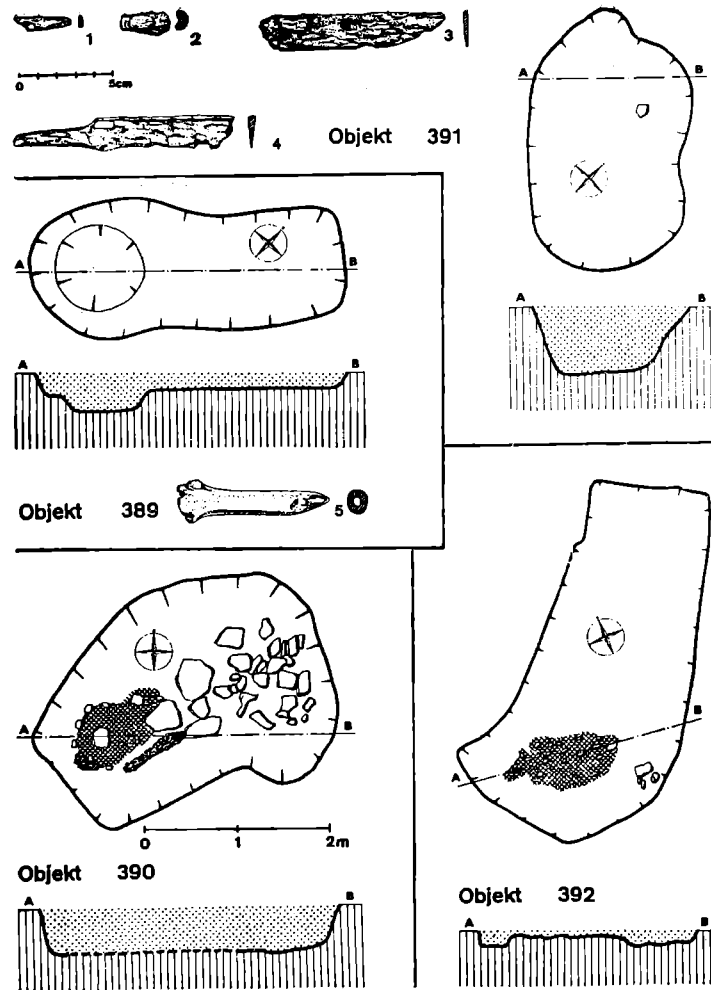 1 2 3
A B
0 5cm
4 Objekt 391
A B
A B
A B
Objekt 389 5
A B
B
A
0 1 2m
Objekt 390
Objekt 392
A B
A B